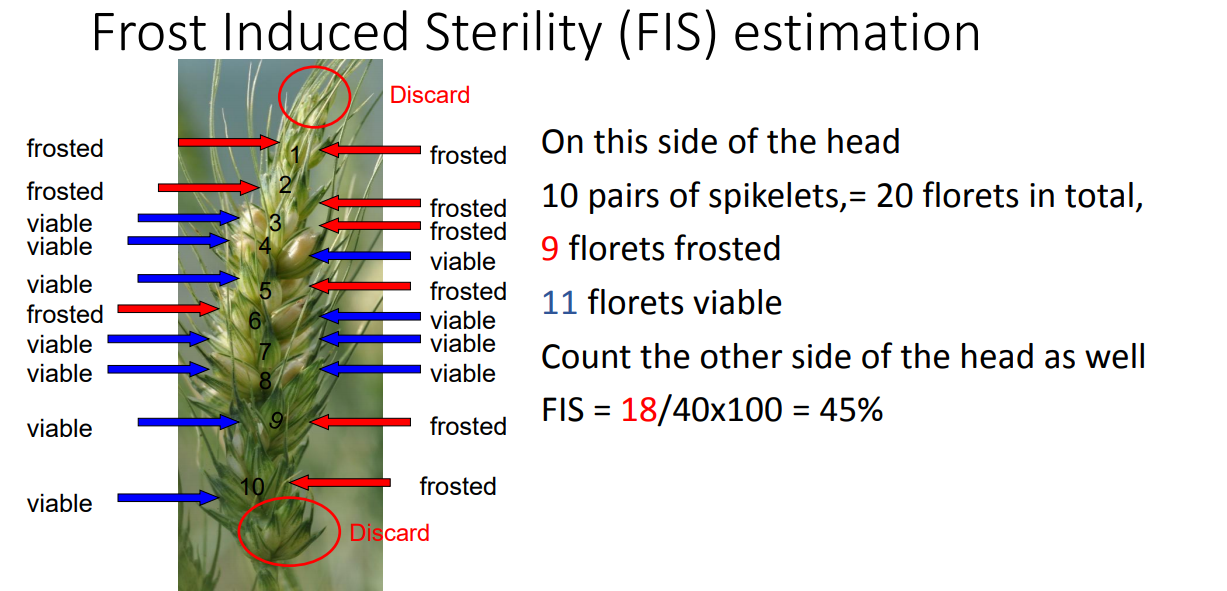 Frost Induced Sterility (FIS) estimation
Discard
frosted
1
frosted
frosted
2
frosted
viable
3
frosted
viable
4
viable
viable
5
frosted
frosted
6
viable
viable
7
viable
viable
8
viable
viable
9
frosted
viable
10
frosted
Discard
On this side of the head
10 pairs of spikelets,= 20 florets in total,
9 florets frosted
11 florets viable
Count the other side of the head as well
FIS = 18/40x100 = 45%